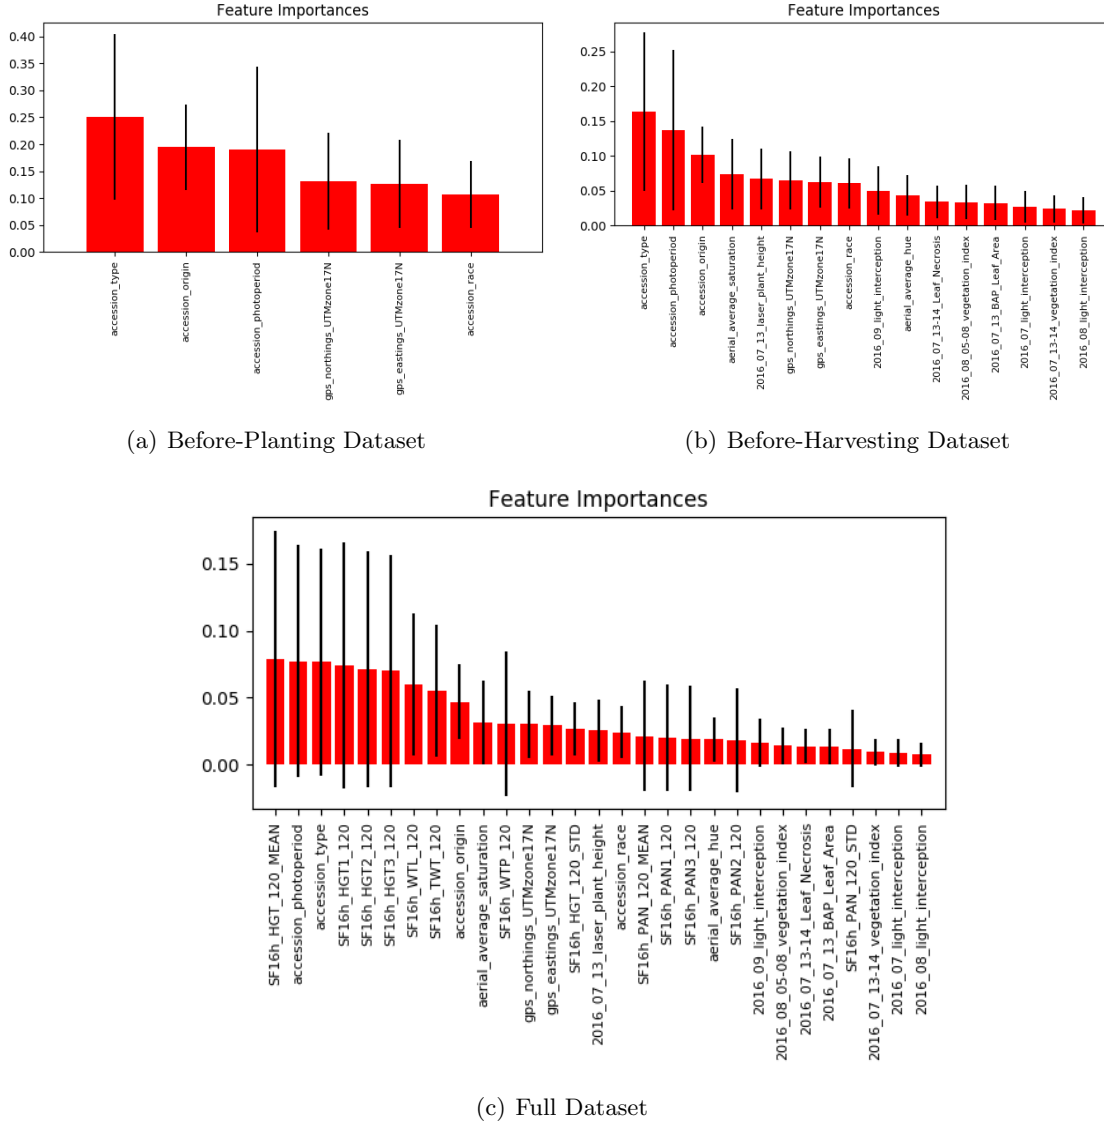 Feature Importances
0.40
0.35
0.30
0.25
0.20
0.15
0.10
0.05
0.00
accession_type
accession_origin
accession_photoperiod
gps_northings_UTMzone17N
gps_eastings_UTMzone17N
accession_race
(a) Before-Planting Dataset
Feature Importances
0.25
0.20
0.15
0.10
0.05
0.00
accession_type
accession_photoperiod
accession_origin
aerial_average_saturation
2016_07_13_laser_plant_height
gps_northings_UTMzone17N
gps_eastings_UTMzone17N
accession_race
2016_09_light_interception
aerial_average_hue
2016_07_13-14_Leaf_Necrosis
2016_08_05-08_vegetation_index
2016_07_13_BAP_Leaf_Area
2016_07_light_interception
2016_07_13-14_vegetation_index
2016_08_light_interception
(b) Before-Harvesting Dataset
Feature Importances
0.15
0.10
0.05
0.00
SF16h_HGT_120_MEAN
accession_photoperiod
accession_type
SF16h_HGT1_120
SF16h_HGT2_120
SF16h_HGT3_120
SF16h_WTL_120
SF16h_TWT_120
accession_origin
aerial_average_saturation
SF16h_WTP_120
gps_northings_UTMzone17N
gps_eastings_UTMzone17N
SF16h_HGT_120_STD
2016_07_13_laser_plant_height
accession_race
SF16h_PAN_120_MEAN
SF16h_PAN1_120
SF16h_PAN3_120
aerial_average_hue
SF16h_PAN2_120
2016_09_light_interception
2016_08_05-08_vegetation_index
2016_07_13-14_Leaf_Necrosis
2016_07_13_BAP_Leaf_Area
SF16h_PAN_120_STD
2016_07_13-14_vegetation_index
2016_07_light_interception
2016_08_light_interception
(c) Full Dataset